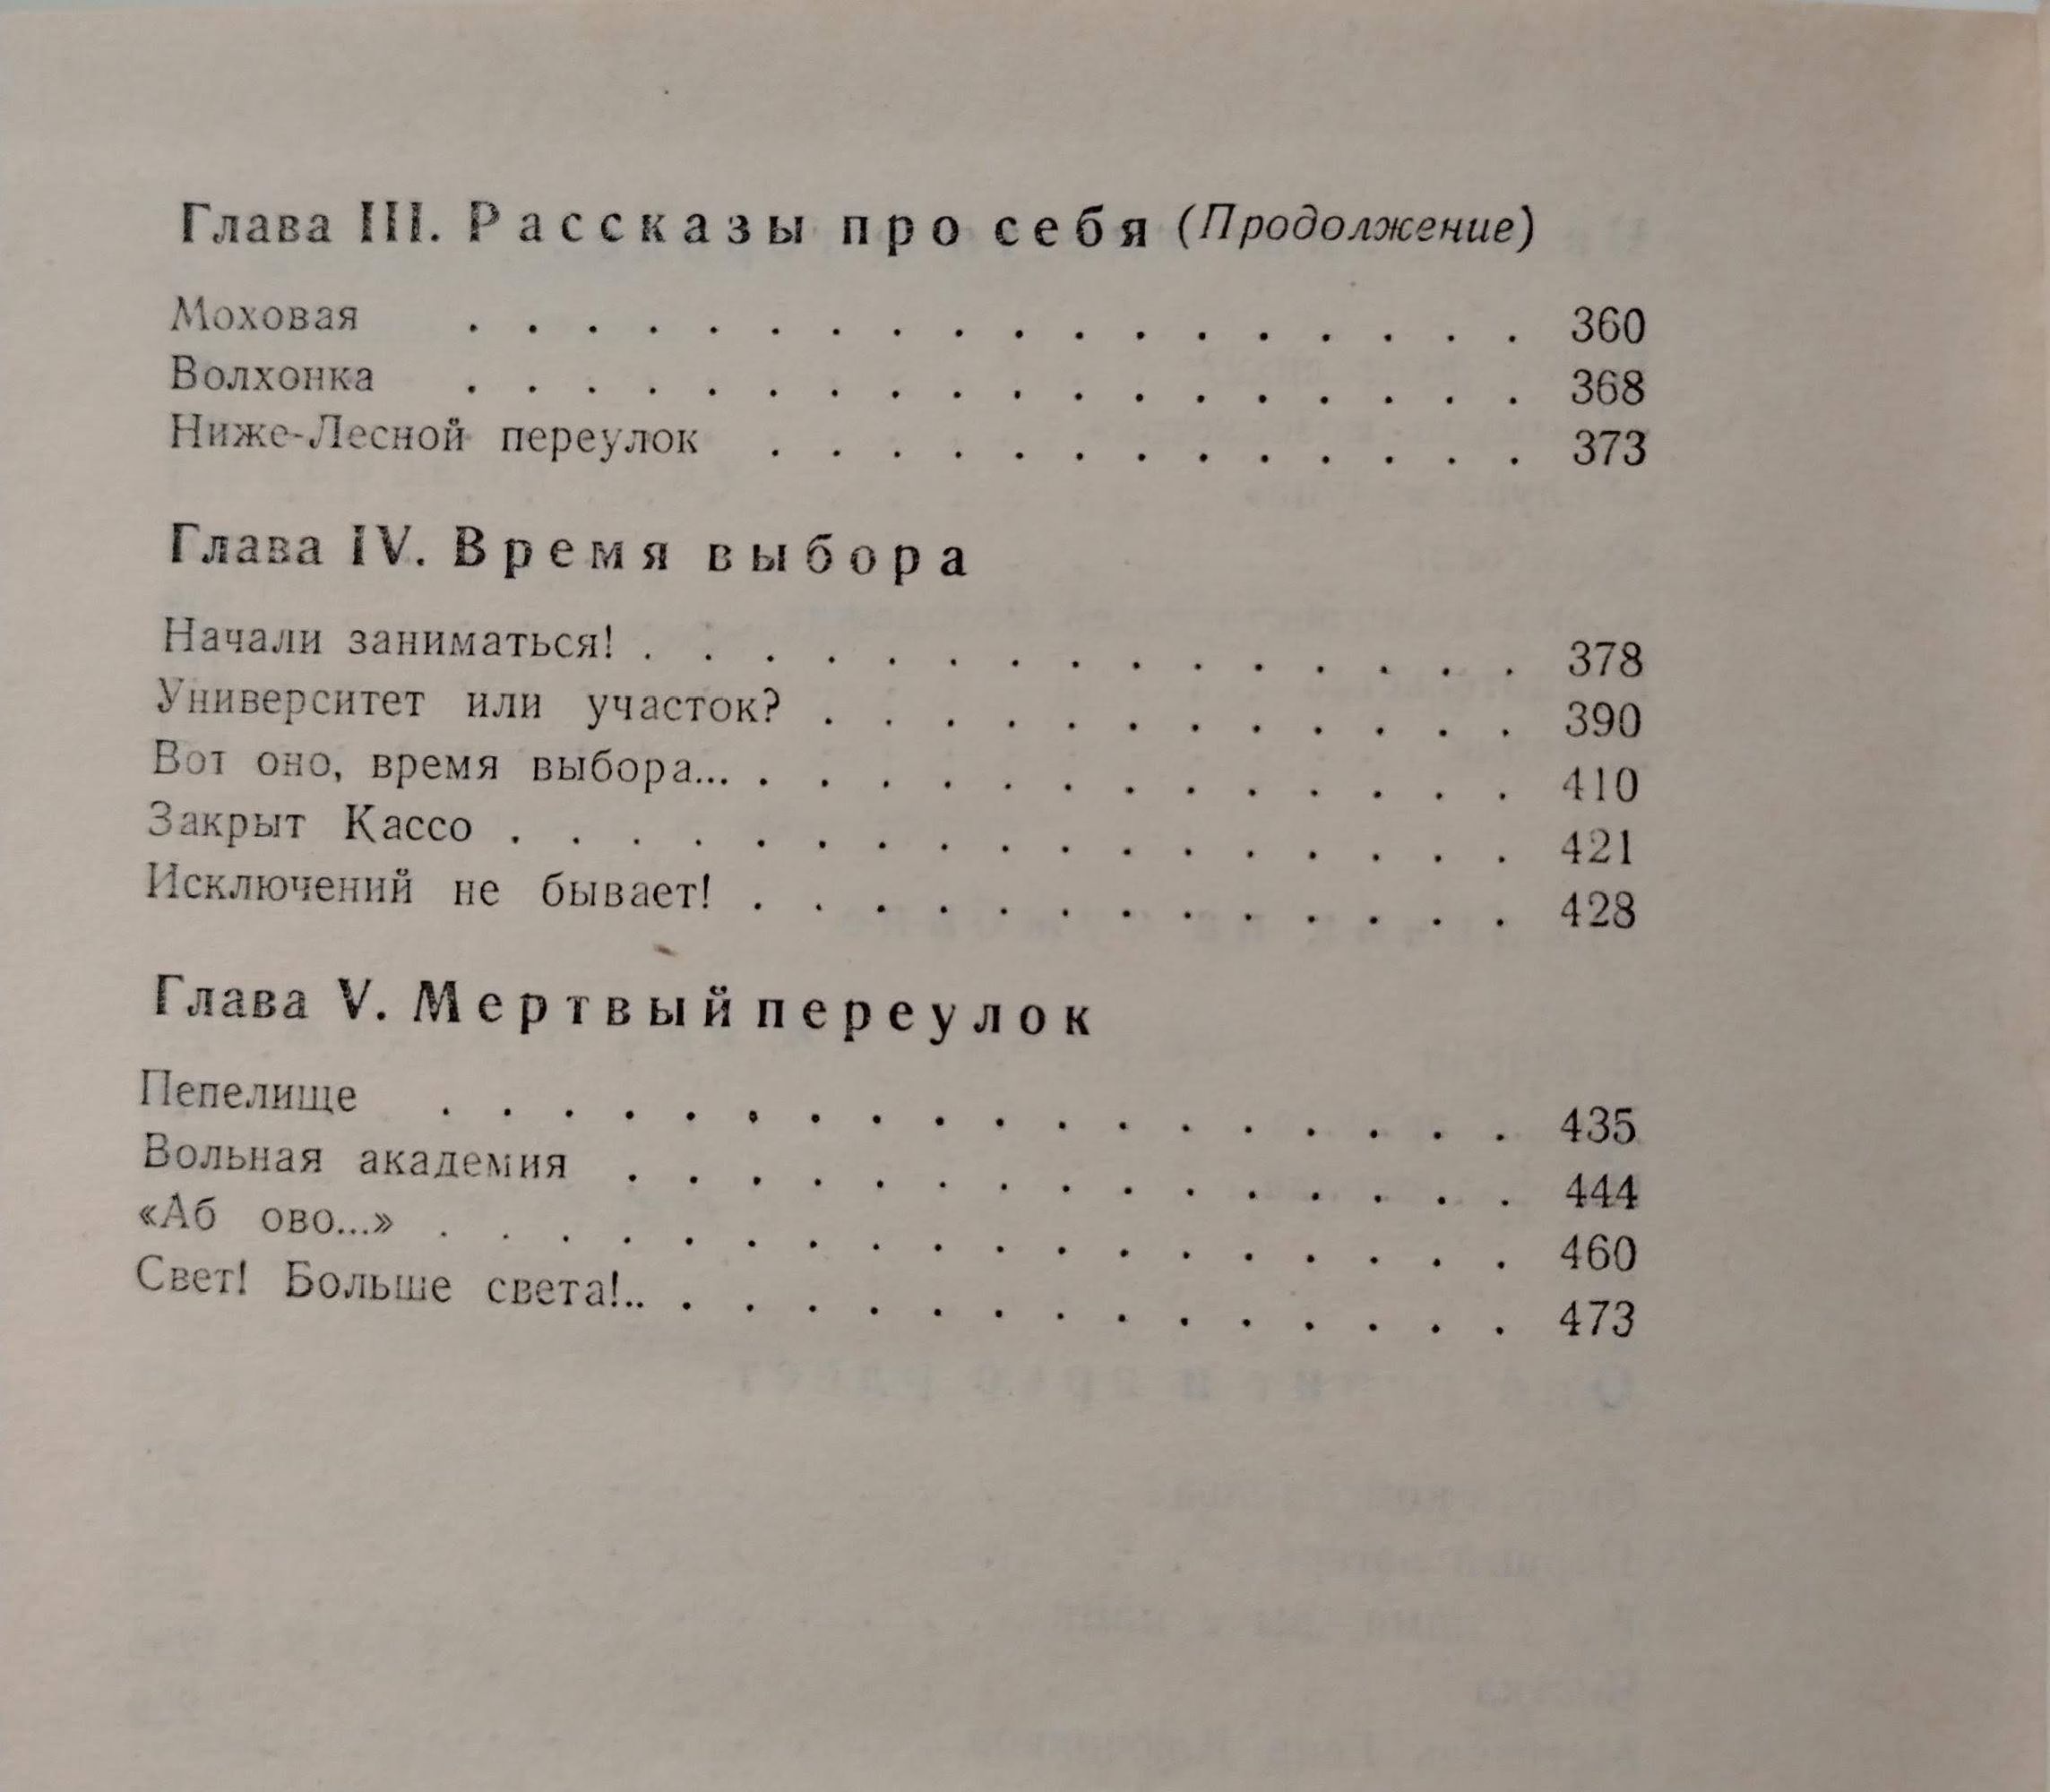 Глава III. Рассказы про себя (Продолжение)
Моховая . . . . . . . . . . . . . . . . . . 360
Волхонка . . . . . . . . . . . . . . . . . . 368
Ниже-Лесной переулок . . . . . . . . . . . . . 373
Глава IV. Время выбора
Начали заниматься! . . . . . . . . . . . . . . . 378
Университет или участок? . . . . . . . . . . . . 390
Вот оно, время выбора... . . . . . . . . . . . . . 410
Закрыт Кассо . . . . . . . . . . . . . . . . . 421
Исключений не бывает! . . . . . . . . . . . . . 428
Глава V. Мертвый переулок
Пепелище . . . . . . . . . . . . . . . . . . 435
Вольная академия . . . . . . . . . . . . . . . 444
«Аб ово...» . . . . . . . . . . . . . . . . . . 460
Свет! Больше света!.. . . . . . . . . . . . . . . 473